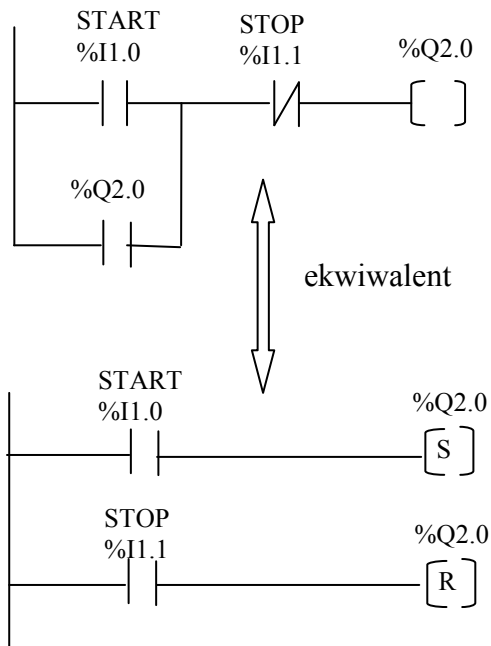 START
%I1.0
STOP
%I1.1
%Q2.0
%Q2.0
ekwiwalent
START
%I1.0
%Q2.0
S
STOP
%I1.1
%Q2.0
R